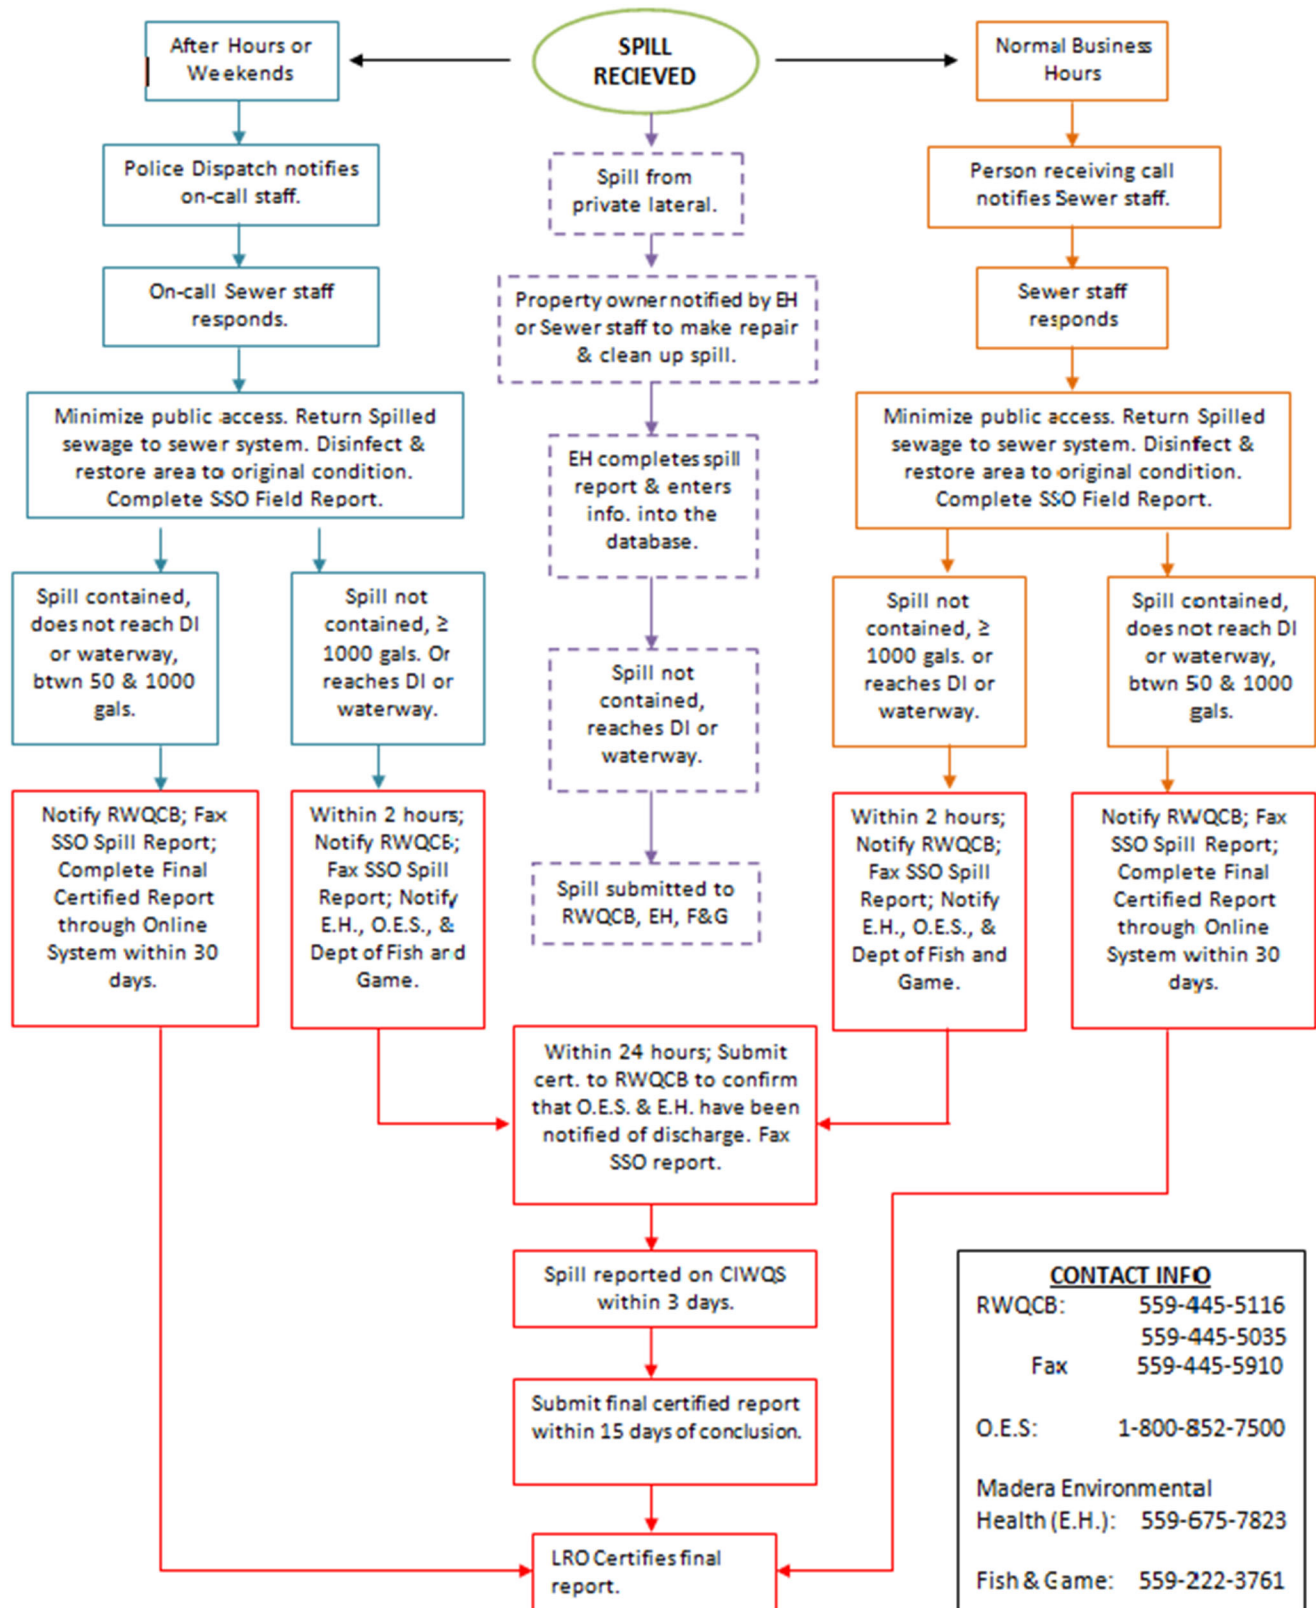 SPILL
RECIEVED
After Hours or
Weekends
Police Dispatch notifies
on-call staff.
On-call Sewer staff
responds.
Minimize public access. Return Spilled
sewage to sewer system. Disinfect &
restore area to original condition.
Complete SSO Field Report.
Spill contained,
does not reach DI
or waterway,
btwn 50 & 1000
gals.
Spill not
contained, ≥
1000 gals. Or
reaches DI or
waterway.
Notify RWQCB; Fax
SSO Spill Report;
Complete Final
Certified Report
through Online
System within 30
days.
Within 2 hours;
Notify RWQCB;
Fax SSO Spill
Report; Notify
E.H., O.E.S., &
Dept of Fish and
Game.
Spill from
private lateral.
Property owner notified by EH
or Sewer staff to make repair
& clean up spill.
EH completes spill
report & enters
info. into the
database.
Spill not
contained,
reaches DI or
waterway.
Spill submitted to
RWQCB, EH, F&G
Normal Business
Hours
Person receiving call
notifies Sewer staff.
Sewer staff
responds
Minimize public access. Return Spilled
sewage to sewer system. Disinfect &
restore area to original condition.
Complete SSO Field Report.
Spill not
contained, ≥
1000 gals. or
reaches DI or
waterway.
Spill contained,
does not reach DI
or waterway,
btwn 50 & 1000
gals.
Within 2 hours;
Notify RWQCB;
Fax SSO Spill
Report; Notify
E.H., O.E.S., &
Dept of Fish and
Game.
Notify RWQCB; Fax
SSO Spill Report;
Complete Final
Certified Report
through Online
System within 30
days.
Within 24 hours; Submit
cert. to RWQCB to confirm
that O.E.S. & E.H. have been
notified of discharge. Fax
SSO report.
Spill reported on CIWQS
within 3 days.
Submit final certified report
within 15 days of conclusion.
LRO Certifies final
report.
CONTACT INFO
RWQCB: 559-445-5116
559-445-5035
Fax 559-445-5910
O.E.S: 1-800-852-7500
Madera Environmental
Health (E.H.): 559-675-7823
Fish & Game: 559-222-3761